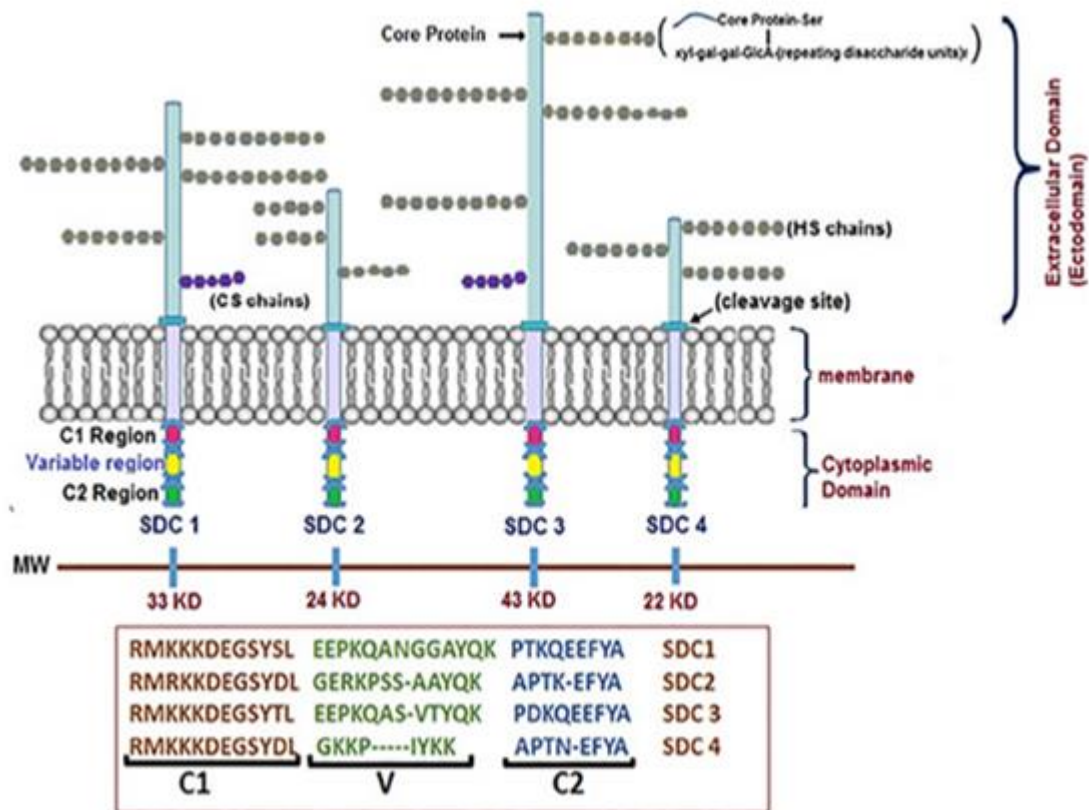 Core Protein
Core Protein-Ser
xyl-gal-gal-GlcA-(repeating disaccharide units)r
Extracellular Domain
(Ectodomain)
(HS chains)
(CS chains)
(cleavage site)
membrane
C1 Region
Variable region
C2 Region
Cytoplasmic
Domain
SDC 1 SDC 2 SDC 3 SDC 4
MW
33 KD 24 KD 43 KD 22 KD
RMKKKDEGSYSL EEPKQANGGAYQK PTKQEEFYA SDC1
RMRKKDEGSYDL GERKPSS-AAYQK APTK-EFYA SDC2
RMKKKDEGSYTL EEPKQAS-VTYQK PDKQEEFYA SDC 3
RMKKKDEGSYDL GKKP-----IYKK APTN-EFYA SDC 4
C1 V C2